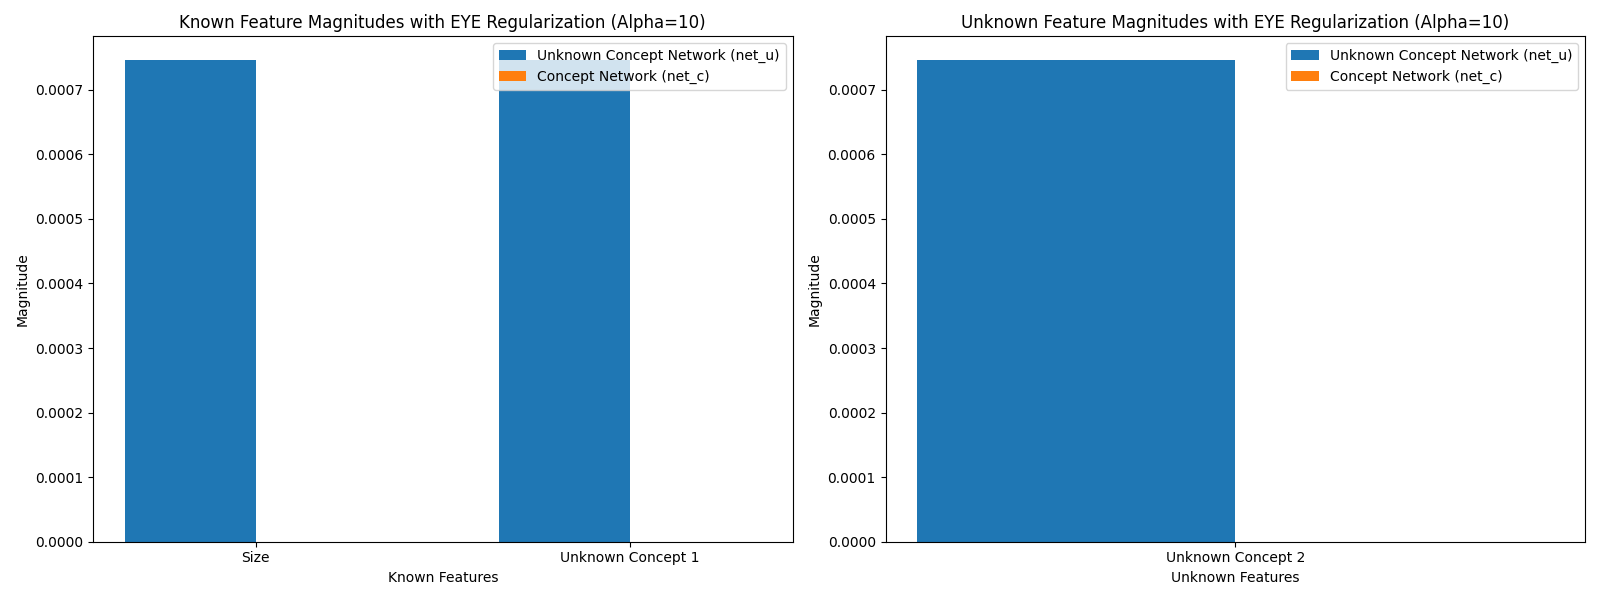 Known Feature Magnitudes with EYE Regularization (Alpha=10)
Unknown Concept Network (net_u)
Concept Network (net_c)
0.0007
0.0006
0.0005
0.0004
0.0003
0.0002
0.0001
0.0000
Magnitude
Size
Unknown Concept 1
Known Features
Unknown Feature Magnitudes with EYE Regularization (Alpha=10)
Unknown Concept Network (net_u)
Concept Network (net_c)
0.0007
0.0006
0.0005
0.0004
0.0003
0.0002
0.0001
0.0000
Magnitude
Unknown Concept 2
Unknown Features